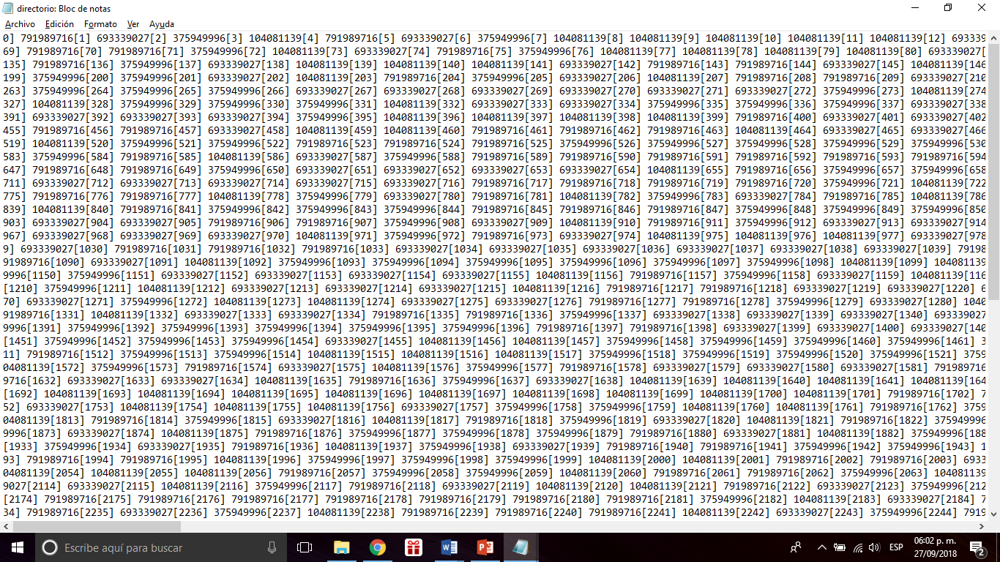 directorio: Bloc de notas
Archivo Edición Formato Ver Ayuda
0] 791989716[1] 693339027[2] 375949996[3] 104081139[4] 791989716[5] 693339027[6] 375949996[7] 104081139[8] 104081139[9] 104081139[10] 104081139[11] 104081139[12] 69339
69] 791989716[70] 791989716[71] 375949996[72] 104081139[73] 693339027[74] 791989716[75] 375949996[76] 104081139[77] 104081139[78] 104081139[79] 104081139[80] 693339027[
135] 791989716[136] 375949996[137] 693339027[138] 104081139[139] 104081139[140] 104081139[141] 693339027[142] 791989716[143] 791989716[144] 693339027[145] 104081139[146
199] 375949996[200] 375949996[201] 693339027[202] 104081139[203] 791989716[204] 375949996[205] 693339027[206] 104081139[207] 791989716[208] 791989716[209] 693339027[210
263] 375949996[264] 375949996[265] 375949996[266] 693339027[267] 693339027[268] 693339027[269] 693339027[270] 693339027[271] 693339027[272] 375949996[273] 104081139[274
327] 104081139[328] 375949996[329] 375949996[330] 375949996[331] 104081139[332] 693339027[333] 693339027[334] 375949996[335] 375949996[336] 375949996[337] 693339027[338
391] 693339027[392] 693339027[393] 693339027[394] 375949996[395] 104081139[396] 104081139[397] 104081139[398] 104081139[399] 791989716[400] 693339027[401] 693339027[402
455] 791989716[456] 791989716[457] 693339027[458] 104081139[459] 104081139[460] 791989716[461] 791989716[462] 791989716[463] 104081139[464] 693339027[465] 693339027[466
519] 104081139[520] 375949996[521] 375949996[522] 791989716[523] 791989716[524] 791989716[525] 375949996[526] 375949996[527] 375949996[528] 375949996[529] 375949996[530
583] 375949996[584] 791989716[585] 104081139[586] 693339027[587] 375949996[588] 791989716[589] 791989716[590] 791989716[591] 791989716[592] 791989716[593] 791989716[594
647] 791989716[648] 791989716[649] 375949996[650] 693339027[651] 693339027[652] 693339027[653] 693339027[654] 104081139[655] 791989716[656] 375949996[657] 375949996[658
711] 693339027[712] 693339027[713] 693339027[714] 693339027[715] 693339027[716] 791989716[717] 791989716[718] 791989716[719] 791989716[720] 375949996[721] 104081139[722
775] 791989716[776] 791989716[777] 104081139[778] 375949996[779] 693339027[780] 791989716[781] 104081139[782] 375949996[783] 693339027[784] 791989716[785] 104081139[786
839] 104081139[840] 791989716[841] 375949996[842] 375949996[843] 375949996[844] 791989716[845] 791989716[846] 791989716[847] 375949996[848] 375949996[849] 375949996[850
903] 693339027[904] 693339027[905] 791989716[906] 791989716[907] 375949996[908] 693339027[909] 104081139[910] 791989716[911] 375949996[912] 693339027[913] 693339027[914
967] 693339027[968] 693339027[969] 693339027[970] 104081139[971] 375949996[972] 791989716[973] 693339027[974] 104081139[975] 104081139[976] 104081139[977] 693339027[978
9] 693339027[1030] 791989716[1031] 791989716[1032] 791989716[1033] 693339027[1034] 693339027[1035] 693339027[1036] 693339027[1037] 693339027[1038] 693339027[1039] 79198
91989716[1090] 693339027[1091] 104081139[1092] 375949996[1093] 375949996[1094] 375949996[1095] 375949996[1096] 375949996[1097] 375949996[1098] 104081139[1099] 104081139
9996[1150] 375949996[1151] 693339027[1152] 693339027[1153] 693339027[1154] 693339027[1155] 104081139[1156] 791989716[1157] 375949996[1158] 693339027[1159] 104081139[116
[1210] 375949996[1211] 104081139[1212] 693339027[1213] 693339027[1214] 693339027[1215] 104081139[1216] 791989716[1217] 791989716[1218] 693339027[1219] 693339027[1220] 6
70] 693339027[1271] 375949996[1272] 104081139[1273] 104081139[1274] 693339027[1275] 693339027[1276] 791989716[1277] 791989716[1278] 375949996[1279] 693339027[1280] 1040
91989716[1331] 104081139[1332] 693339027[1333] 693339027[1334] 791989716[1335] 791989716[1336] 375949996[1337] 693339027[1338] 693339027[1339] 693339027[1340] 693339027
9996[1391] 375949996[1392] 375949996[1393] 375949996[1394] 375949996[1395] 375949996[1396] 791989716[1397] 791989716[1398] 693339027[1399] 693339027[1400] 693339027[140
[1451] 375949996[1452] 375949996[1453] 375949996[1454] 693339027[1455] 104081139[1456] 104081139[1457] 375949996[1458] 375949996[1459] 375949996[1460] 375949996[1461] 3
11] 791989716[1512] 375949996[1513] 375949996[1514] 104081139[1515] 104081139[1516] 104081139[1517] 375949996[1518] 375949996[1519] 375949996[1520] 375949996[1521] 3759
04081139[1572] 375949996[1573] 791989716[1574] 693339027[1575] 104081139[1576] 375949996[1577] 791989716[1578] 693339027[1579] 693339027[1580] 693339027[1581] 791989716
9716[1632] 693339027[1633] 693339027[1634] 104081139[1635] 791989716[1636] 375949996[1637] 693339027[1638] 104081139[1639] 104081139[1640] 104081139[1641] 104081139[164
[1692] 104081139[1693] 104081139[1694] 104081139[1695] 104081139[1696] 104081139[1697] 104081139[1698] 104081139[1699] 104081139[1700] 104081139[1701] 791989716[1702] 7
52] 693339027[1753] 104081139[1754] 104081139[1755] 104081139[1756] 693339027[1757] 375949996[1758] 375949996[1759] 104081139[1760] 104081139[1761] 791989716[1762] 3759
04081139[1813] 791989716[1814] 375949996[1815] 693339027[1816] 104081139[1817] 791989716[1818] 375949996[1819] 693339027[1820] 104081139[1821] 791989716[1822] 375949996
9996[1873] 693339027[1874] 104081139[1875] 791989716[1876] 375949996[1877] 375949996[1878] 375949996[1879] 791989716[1880] 693339027[1881] 104081139[1882] 375949996[188
[1933] 375949996[1934] 693339027[1935] 791989716[1936] 104081139[1937] 375949996[1938] 693339027[1939] 791989716[1940] 791989716[1941] 375949996[1942] 375949996[1943] 1
93] 791989716[1994] 791989716[1995] 104081139[1996] 375949996[1997] 375949996[1998] 375949996[1999] 104081139[2000] 104081139[2001] 791989716[2002] 791989716[2003] 6933
04081139[2054] 104081139[2055] 104081139[2056] 791989716[2057] 375949996[2058] 375949996[2059] 104081139[2060] 791989716[2061] 791989716[2062] 375949996[2063] 104081139
9027[2114] 693339027[2115] 104081139[2116] 375949996[2117] 791989716[2118] 693339027[2119] 104081139[2120] 104081139[2121] 791989716[2122] 693339027[2123] 375949996[212
[2174] 791989716[2175] 791989716[2176] 791989716[2177] 791989716[2178] 791989716[2179] 791989716[2180] 791989716[2181] 375949996[2182] 104081139[2183] 693339027[2184] 7
34] 791989716[2235] 693339027[2236] 375949996[2237] 104081139[2238] 791989716[2239] 791989716[2240] 791989716[2241] 104081139[2242] 693339027[2243] 375949996[2244] 7919
Escribe aquí para buscar
ESP
06:02 p. m.
27/09/2018
2